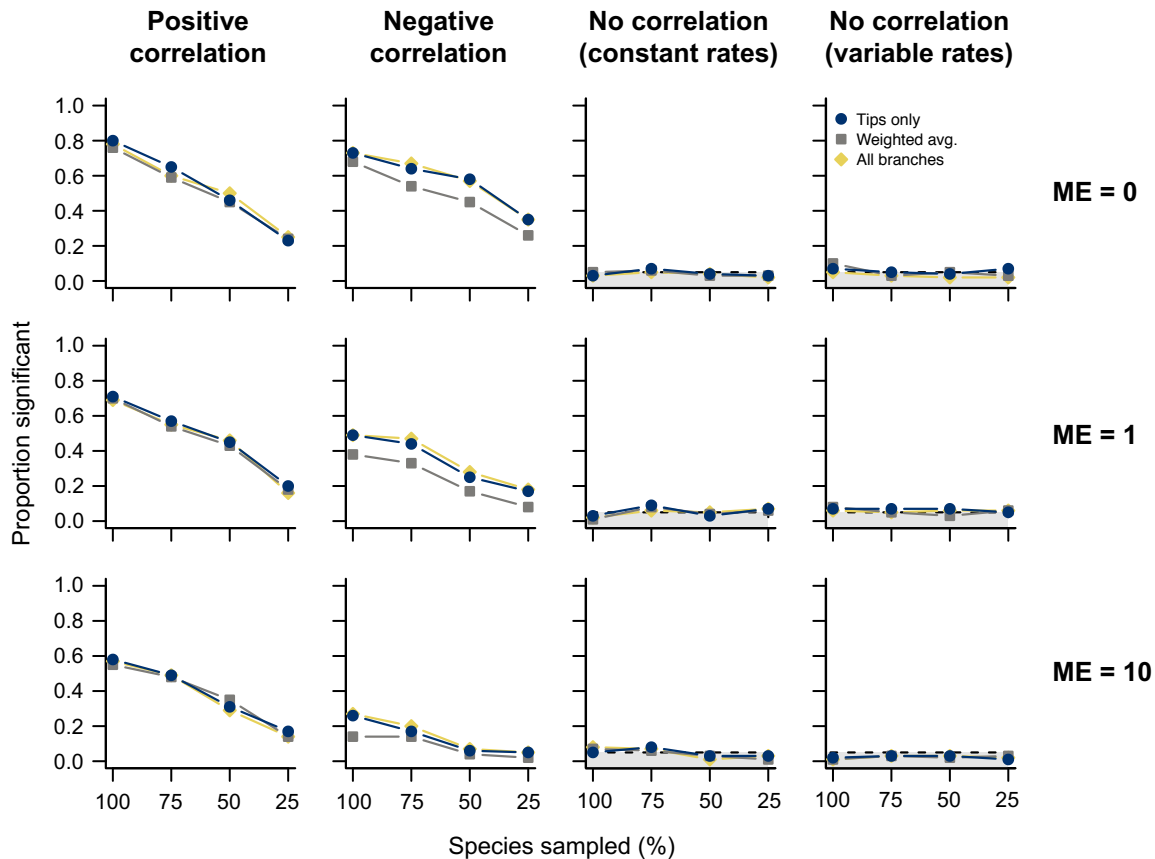 Positive
correlation
Negative
correlation
No correlation
(constant rates)
No correlation
(variable rates)
1.0
0.8
0.6
0.4
0.2
0.0
Tips only
Weighted avg.
All branches
ME = 0
1.0
0.8
0.6
0.4
0.2
0.0
ME = 1
Proportion significant
1.0
0.8
0.6
0.4
0.2
0.0
ME = 10
100 75 50 25
100 75 50 25
100 75 50 25
100 75 50 25
Species sampled (%)